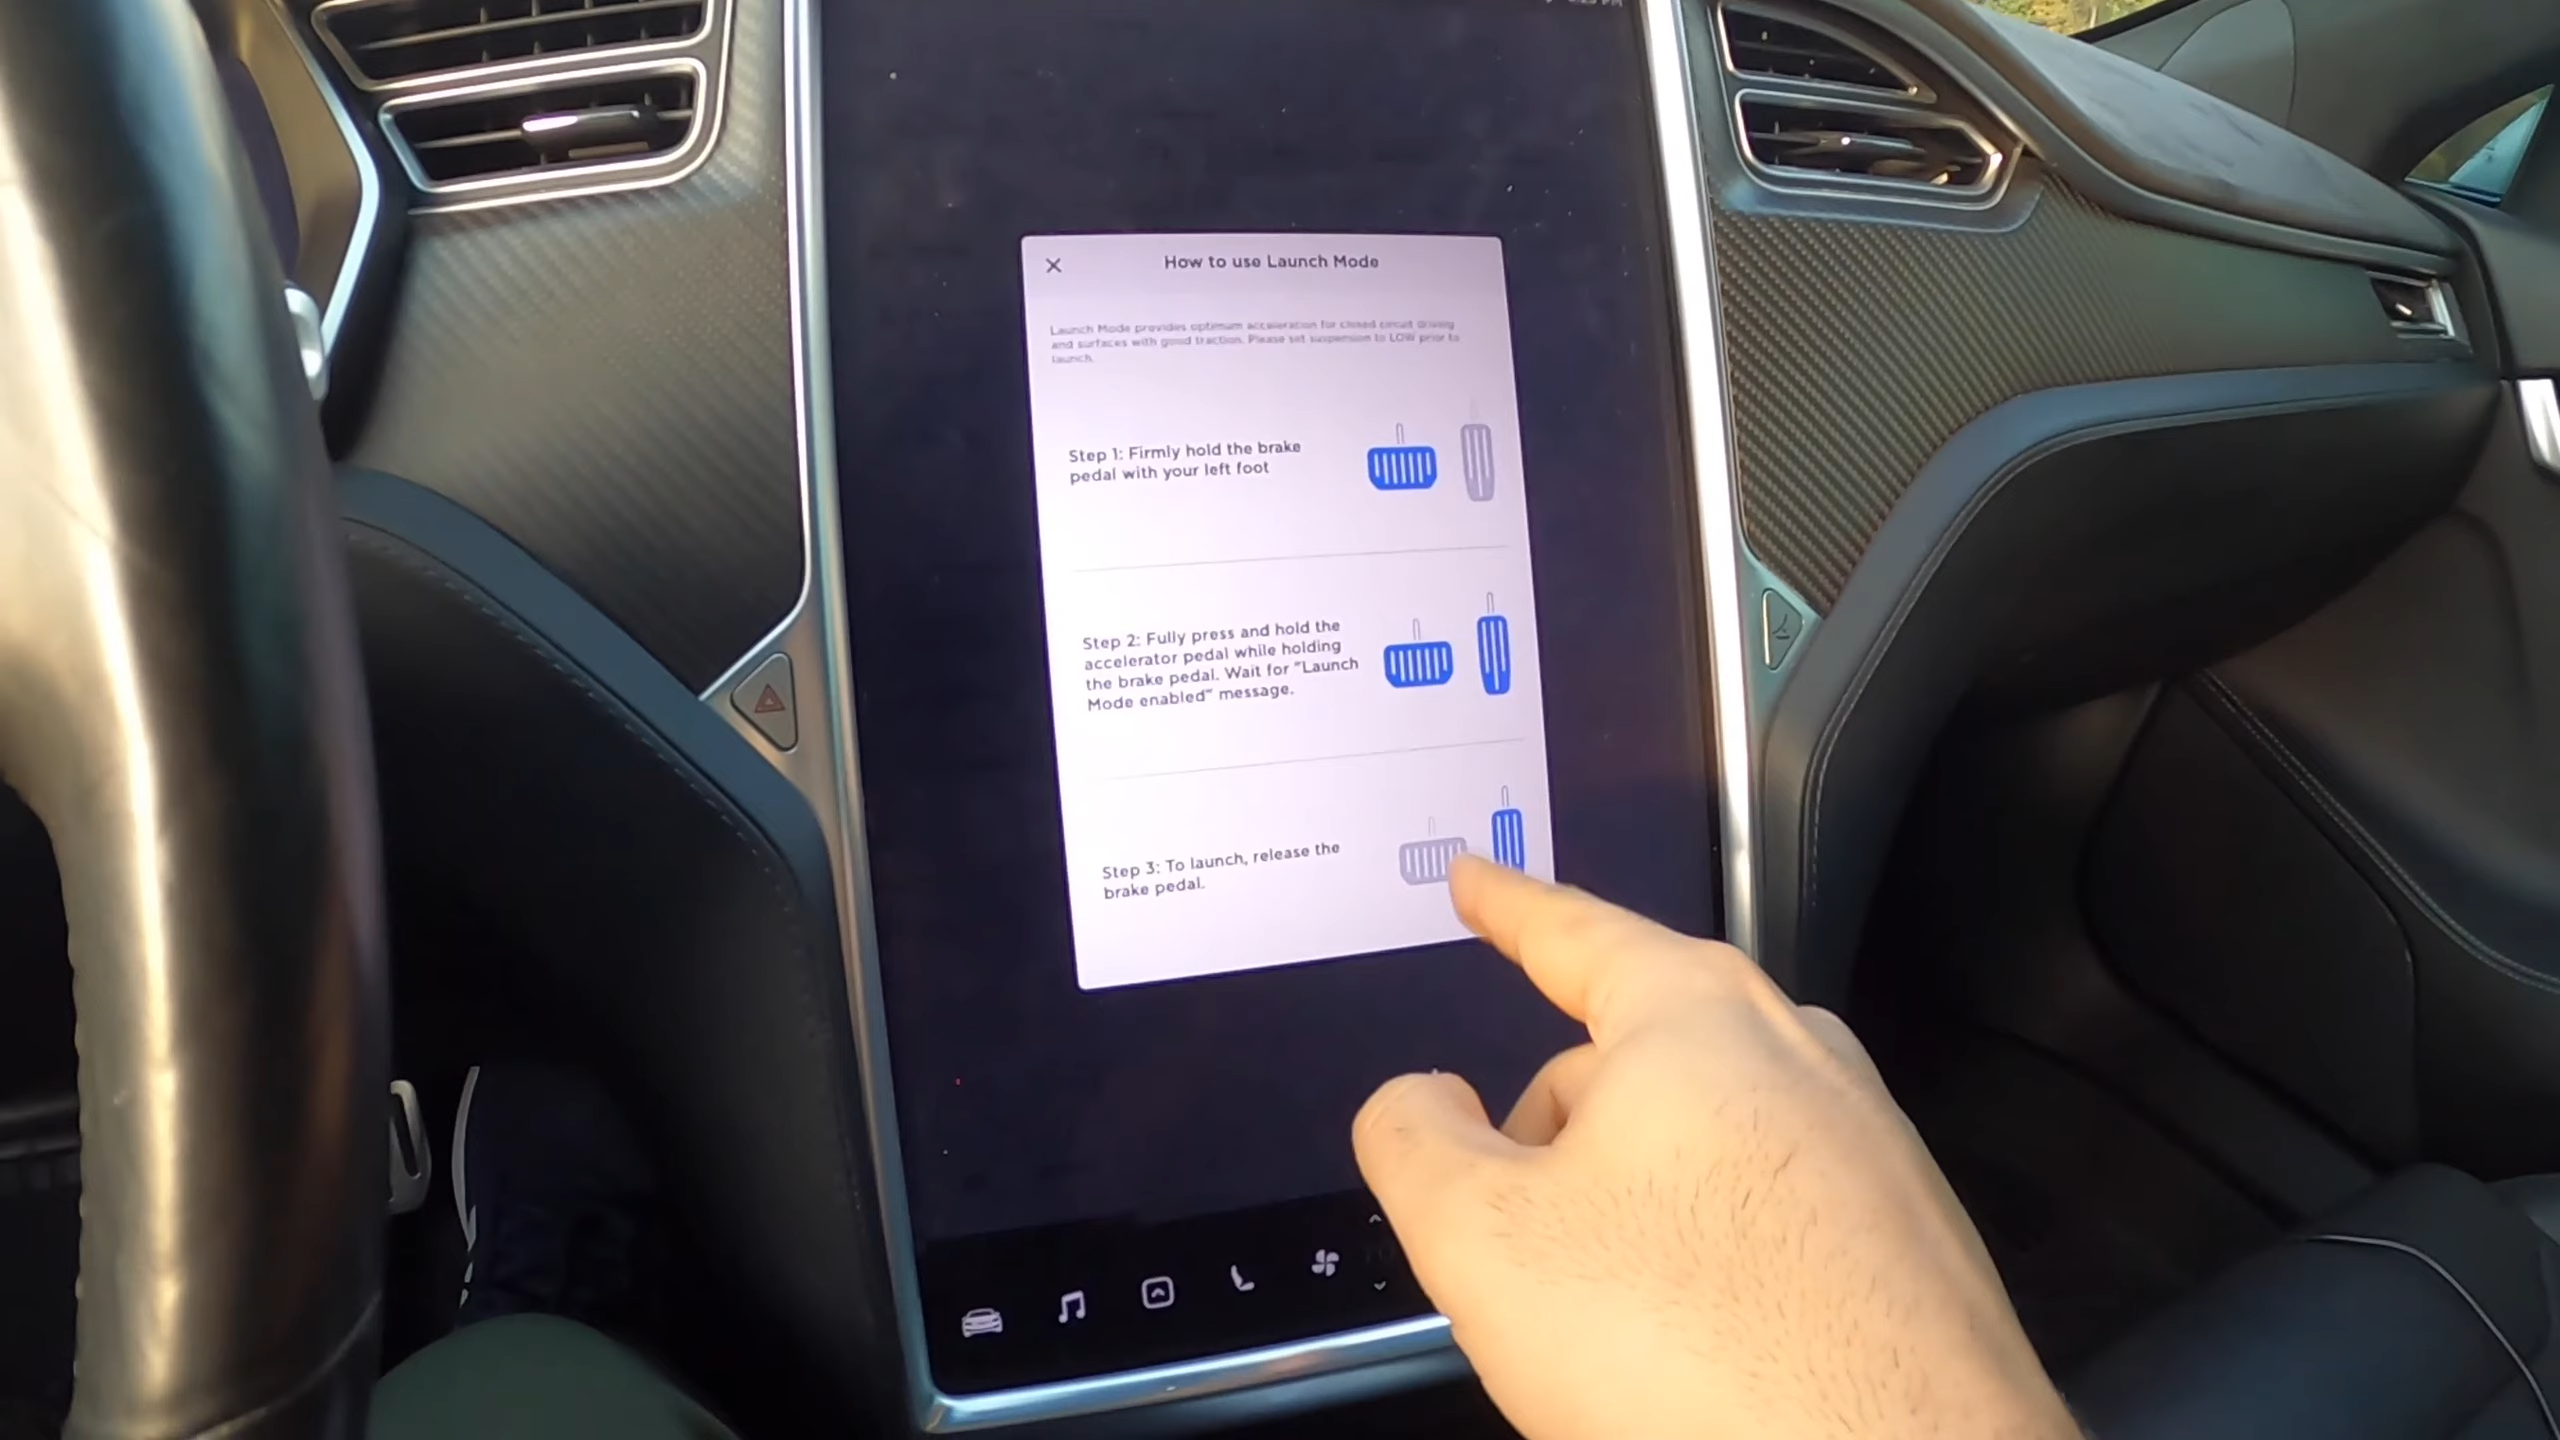 How to use Launch Mode
Launch Mode provides optimum acceleration for closed circuit driving
and surfaces with good traction. Please set suspension to LOW prior to
launch.
Step 1: Firmly hold the brake
pedal with your left foot
Step 2: Fully press and hold the
accelerator pedal while holding
the brake pedal. Wait for "Launch
Mode enabled" message.
Step 3: To launch, release the
brake pedal.